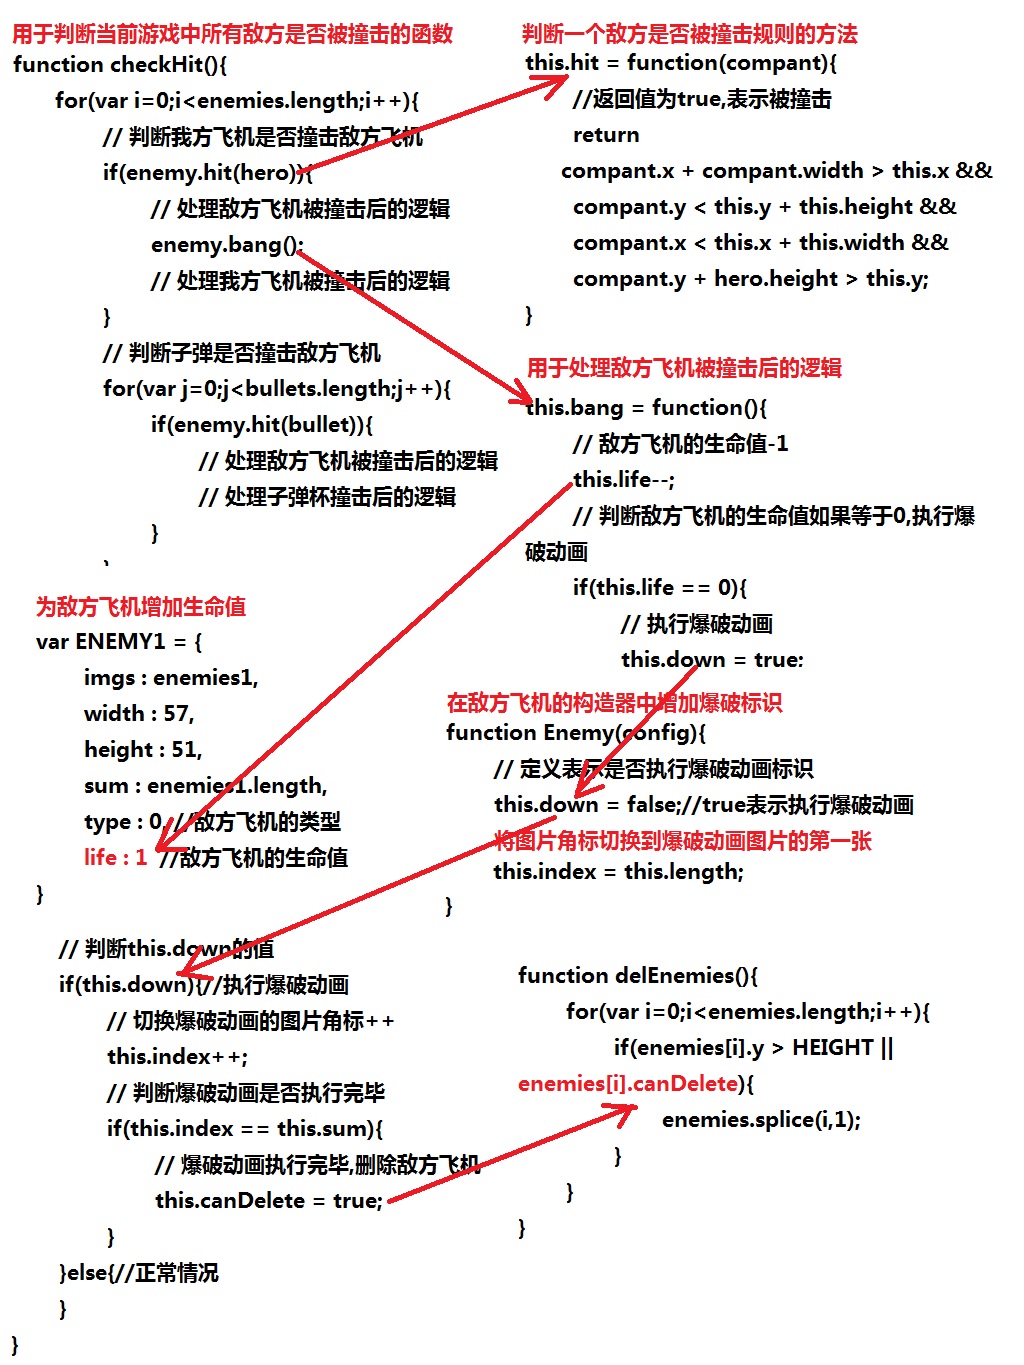 用于判断当前游戏中所有敌方是否被撞击的函数
function checkHit(){
for(var i=0;i<enemies.length;i++){
// 判断我方飞机是否撞击敌方飞机
if(enemy.hit(hero)){
// 处理敌方飞机被撞击后的逻辑
enemy.bang();
// 处理我方飞机被撞击后的逻辑
}
// 判断子弹是否撞击敌方飞机
for(var j=0;j<bullets.length;j++){
if(enemy.hit(bullet)){
// 处理敌方飞机被撞击后的逻辑
// 处理子弹杯撞击后的逻辑
}
判断一个敌方是否被撞击规则的方法
this.hit = function(compant){
//返回值为true,表示被撞击
return
compant.x + compant.width > this.x &&
compant.y < this.y + this.height &&
compant.x < this.x + this.width &&
compant.y + hero.height > this.y;
}
用于处理敌方飞机被撞击后的逻辑
this.bang = function(){
// 敌方飞机的生命值-1
this.life--;
// 判断敌方飞机的生命值如果等于0,执行爆
破动画
if(this.life == 0){
// 执行爆破动画
this.down = true:
为敌方飞机增加生命值
var ENEMY1 = {
imgs : enemies1,
width : 57,
height : 51,
sum : enemies1.length,
type : 0, //敌方飞机的类型
life : 1 //敌方飞机的生命值
}
在敌方飞机的构造器中增加爆破标识
function Enemy(config){
// 定义表示是否执行爆破动画标识
this.down = false;//true表示执行爆破动画
将图片角标切换到爆破动画图片的第一张
this.index = this.length;
}
// 判断this.down的值
if(this.down){//执行爆破动画
// 切换爆破动画的图片角标++
this.index++;
// 判断爆破动画是否执行完毕
if(this.index == this.sum){
// 爆破动画执行完毕,删除敌方飞机
this.canDelete = true;
}
}else{//正常情况
}
}
function delEnemies(){
for(var i=0;i<enemies.length;i++){
if(enemies[i].y > HEIGHT ||
enemies[i].canDelete){
enemies.splice(i,1);
}
}
}